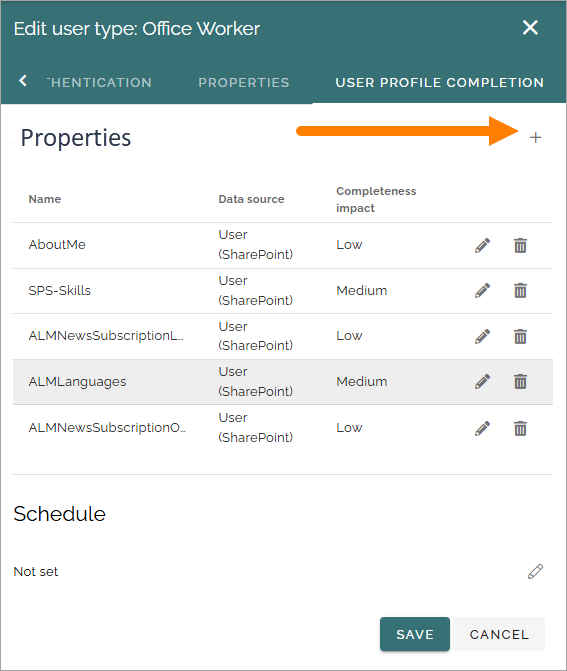 Edit user type: Office Worker
THENTICATION PROPERTIES USER PROFILE COMPLETION
Properties
Name Data source Completeness impact
AboutMe User (SharePoint) Low
SPS-Skills User (SharePoint) Medium
ALMNewsSubscriptionL... User (SharePoint) Low
ALMLanguages User (SharePoint) Medium
ALMNewsSubscriptionO... User (SharePoint) Low
Schedule
Not set
SAVE CANCEL